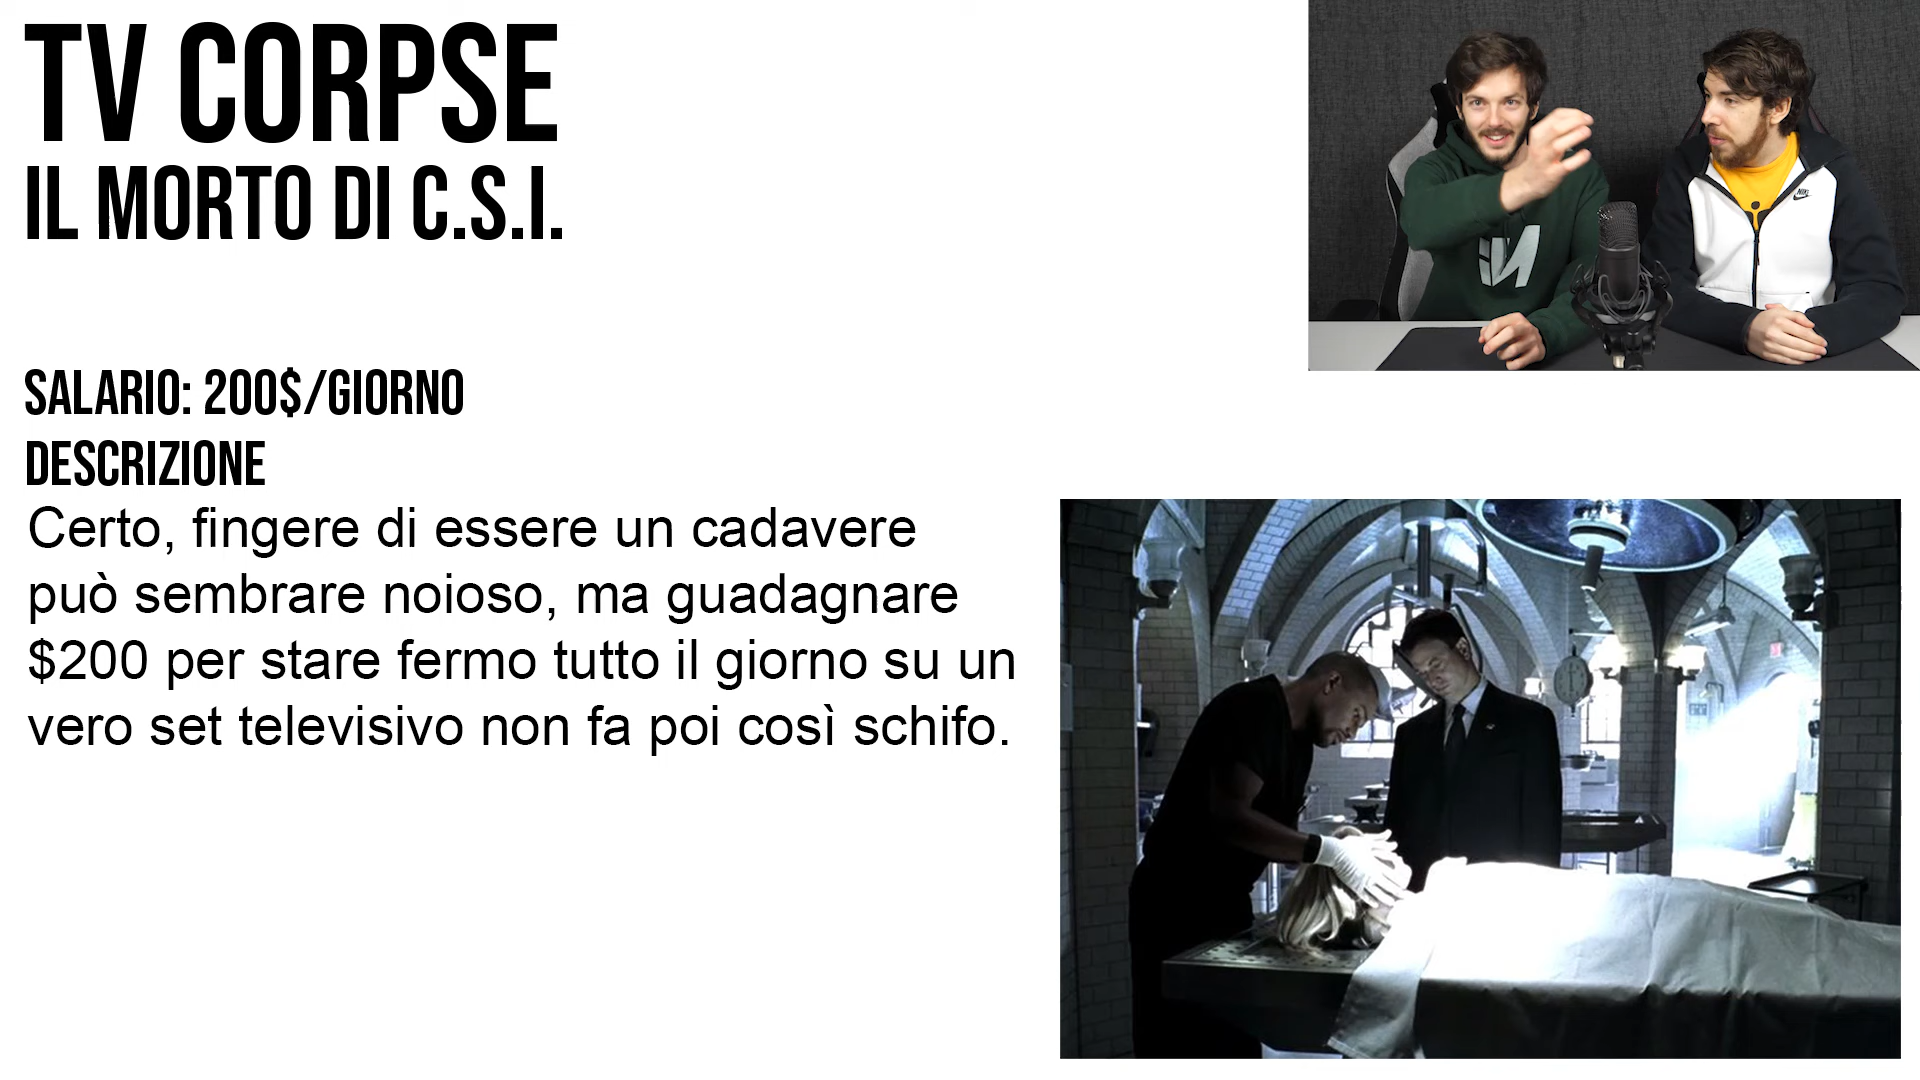 TV CORPSE
IL MORTO DI C.S.I.
SALARIO: 200$/GIORNO
DESCRIZIONE
Certo, fingere di essere un cadavere
può sembrare noioso, ma guadagnare
$200 per stare fermo tutto il giorno su un
vero set televisivo non fa poi così schifo.
NIKE